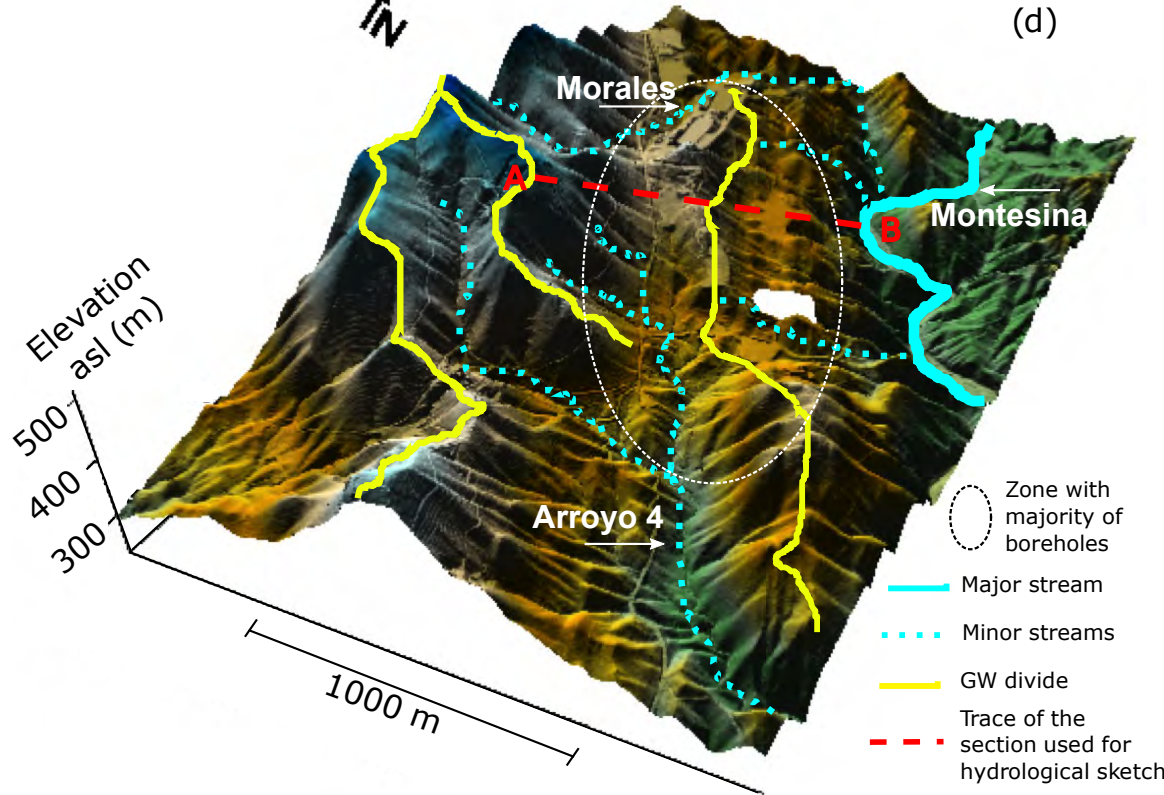 N
(d)
Morales
A
B
Montesina
Elevation
asl (m)
500
400
300
Arroyo 4
1000 m
Zone with
majority of
boreholes
Major stream
Minor streams
GW divide
Trace of the
section used for
hydrological sketch